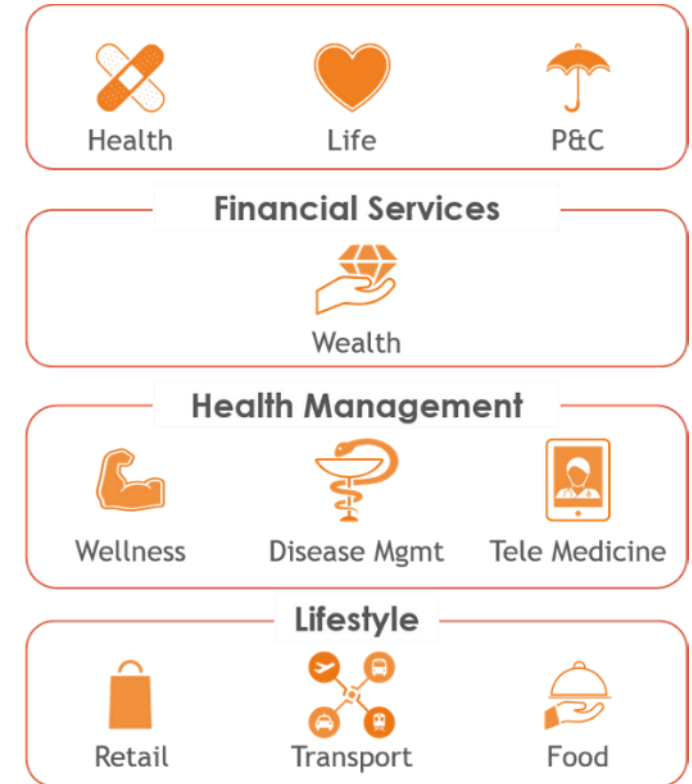 Health Life P&C
Financial Services
Wealth
Health Management
Wellness Disease Mgmt Tele Medicine
Lifestyle
Retail Transport Food